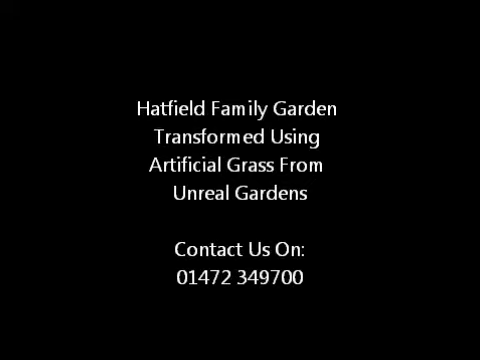 Hatfield Family Garden
Transformed Using
Artificial Grass From
Unreal Gardens
Contact Us On:
01472 349700